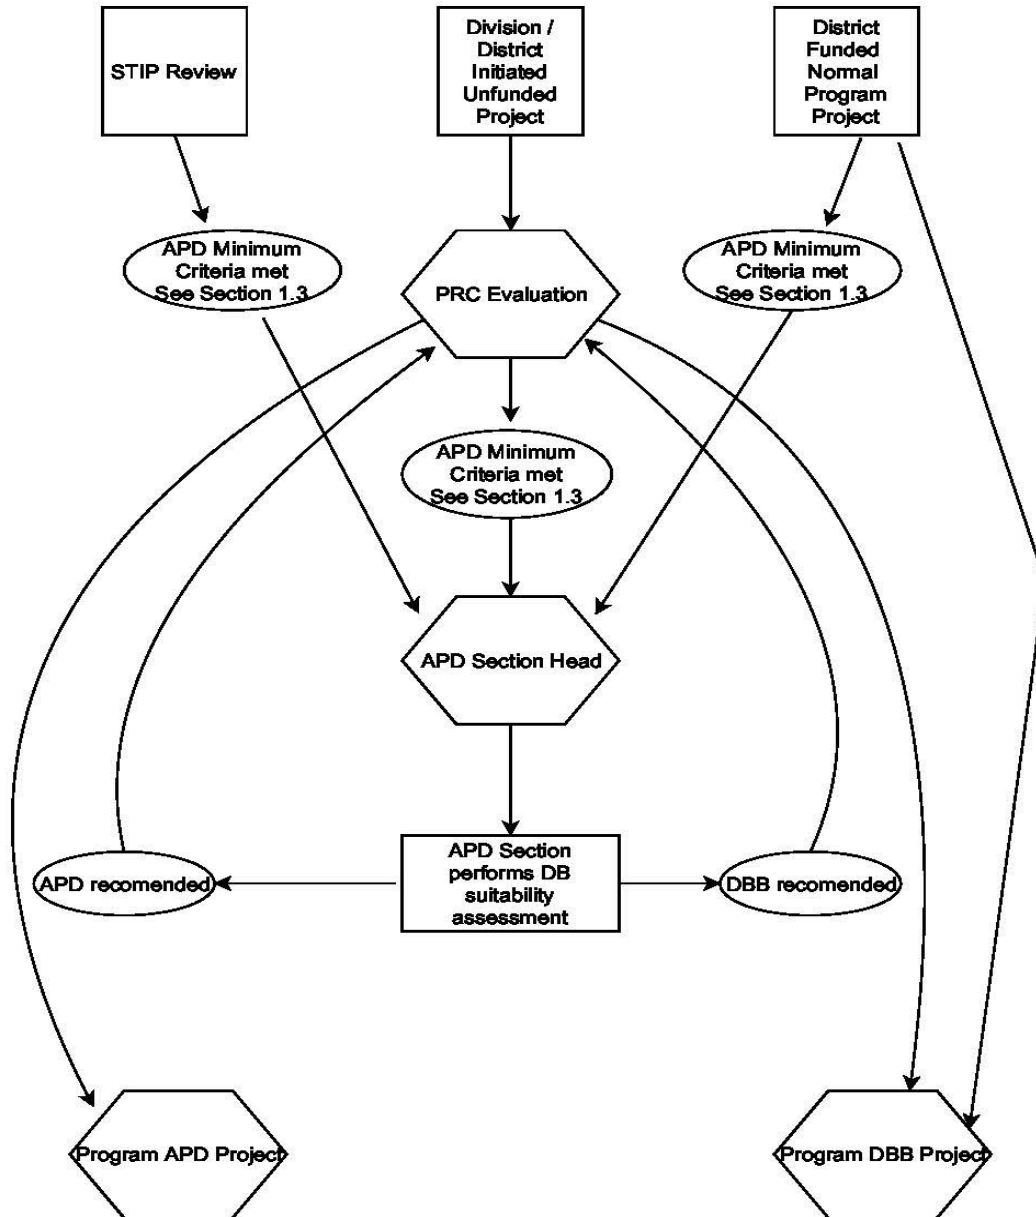 STIP Review
Division /
District
Initiated
Unfunded
Project
District
Funded
Normal
Program
Project
APD Minimum
Criteria met
See Section 1.3
PRC Evaluation
APD Minimum
Criteria met
See Section 1.3
APD Minimum
Criteria met
See Section 1.3
APD Section Head
APD recomended
APD Section
performs DB
suitability
assessment
DBB recomended
Program APD Project
Program DBB Project